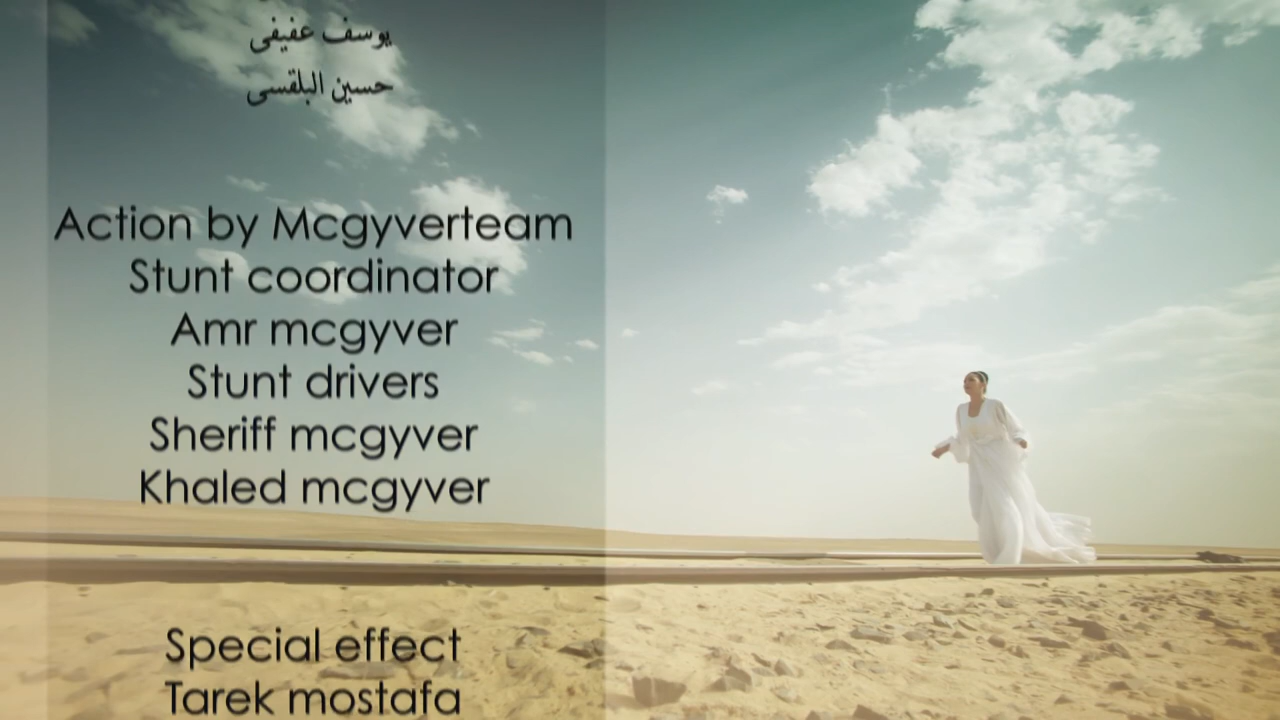 يوسف عفيفى
حسين البلقسى
Action by Mcgyverteam
Stunt coordinator
Amr mcgyver
Stunt drivers
Sheriff mcgyver
Khaled mcgyver
Special effect
Tarek mostafa